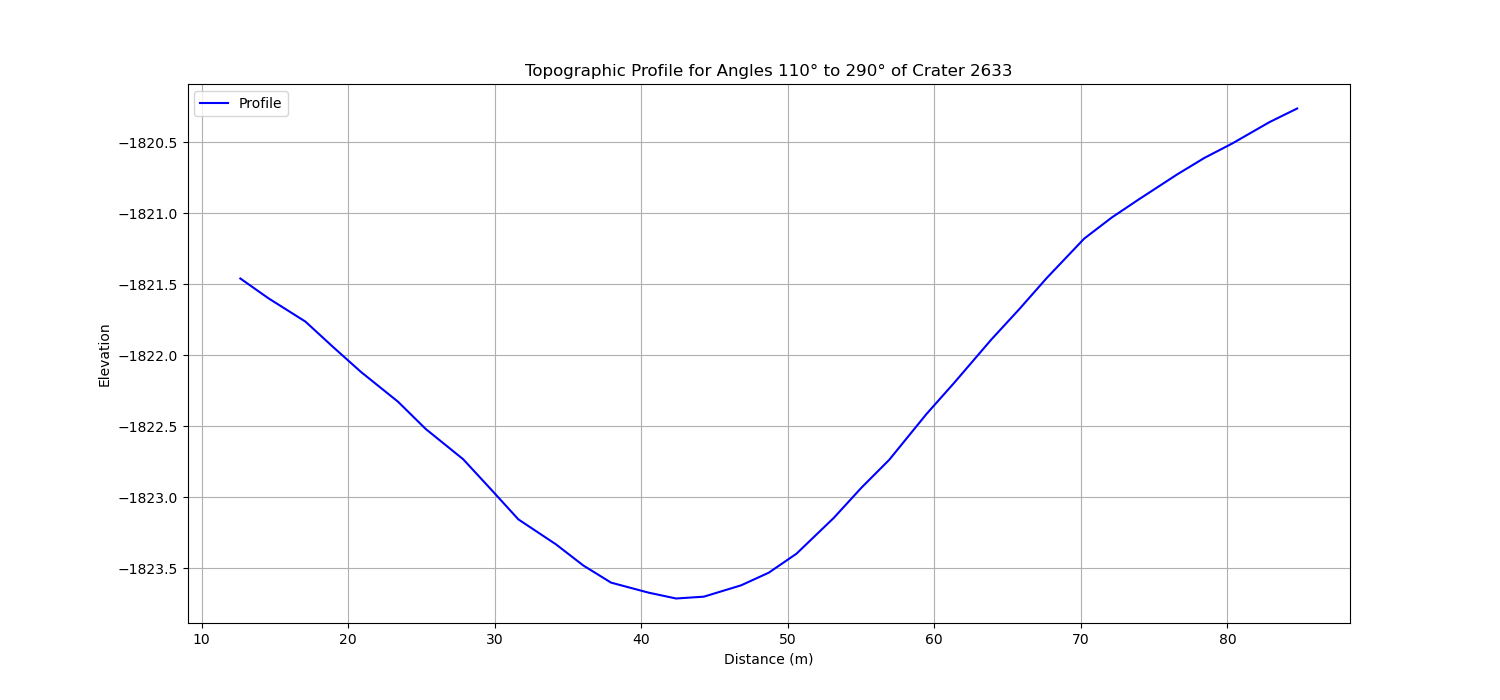 Topographic Profile for Angles 110° to 290° of Crater 2633
Profile
−1820.5
−1821.0
−1821.5
−1822.0
−1822.5
−1823.0
−1823.5
Elevation
10 20 30 40 50 60 70 80
Distance (m)